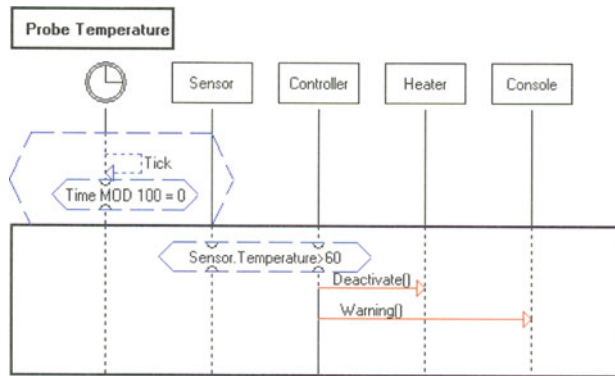 Probe Temperature
Sensor
Controller
Heater
Console
Tick
Time MOD 100 = 0
Sensor.Temperature>60
Deactivate()
Warning()